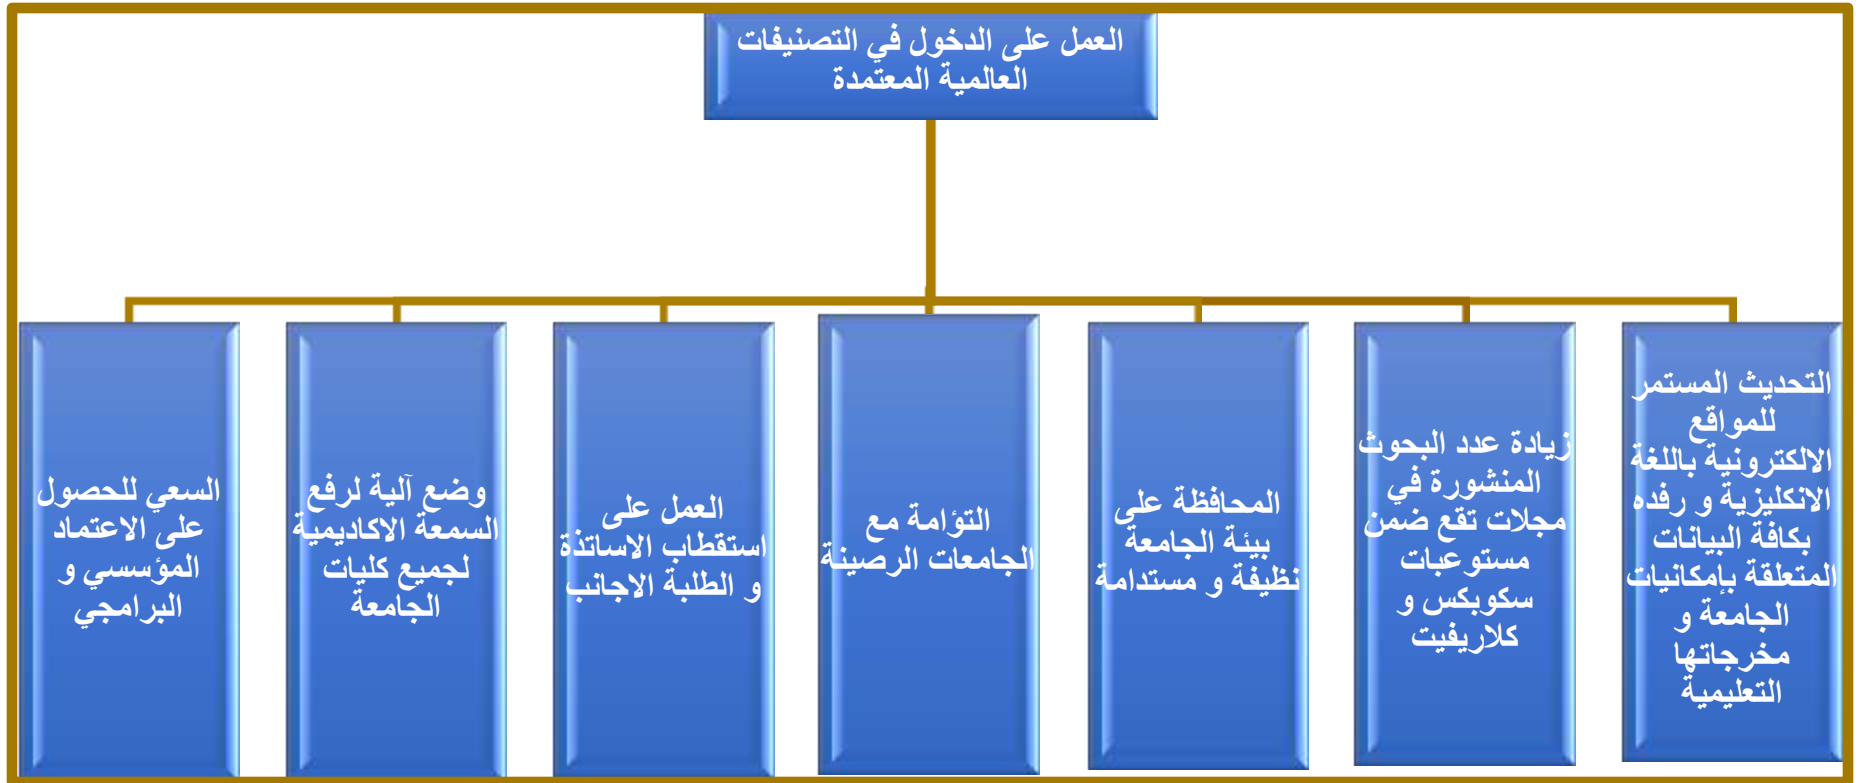 العمل على الدخول في التصنيفات
العالمية المعتمدة
التحديث المستمر
للمواقع
الالكترونية باللغة
الانكليزية و رفده
بكافة البيانات
المتعلقة بإمكانيات
الجامعة و
مخرجاتها
التعليمية
زيادة عدد البحوث
المنشورة في
مجلات تقع ضمن
مستوعبات
سكوبكس و
كلاريفيت
المحافظة على
بيئة الجامعة
نظيفة و مستدامة
التؤامة مع
الجامعات الرصينة
العمل على
استقطاب الاساتذة
و الطلبة الاجانب
وضع آلية لرفع
السمعة الاكاديمية
لجميع كليات
الجامعة
السعي للحصول
على الاعتماد
المؤسسي و
البرامجي